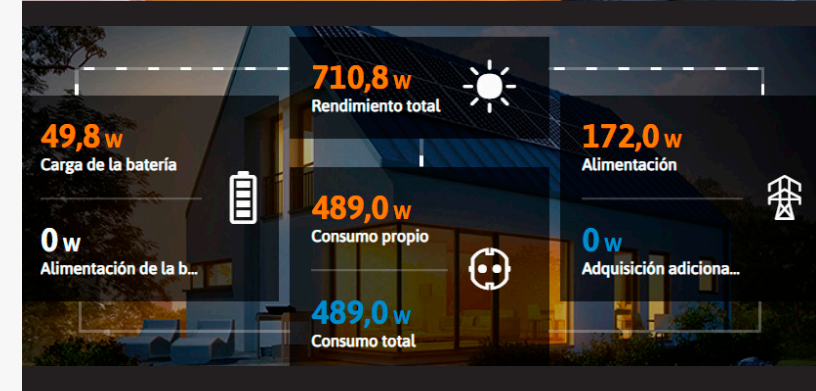 710,8 W
Rendimiento total
49,8 W
Carga de la batería
0 W
Alimentación de la b...
489,0 W
Consumo propio
489,0 W
Consumo total
172,0 W
Alimentación
0 W
Adquisición adiciona...